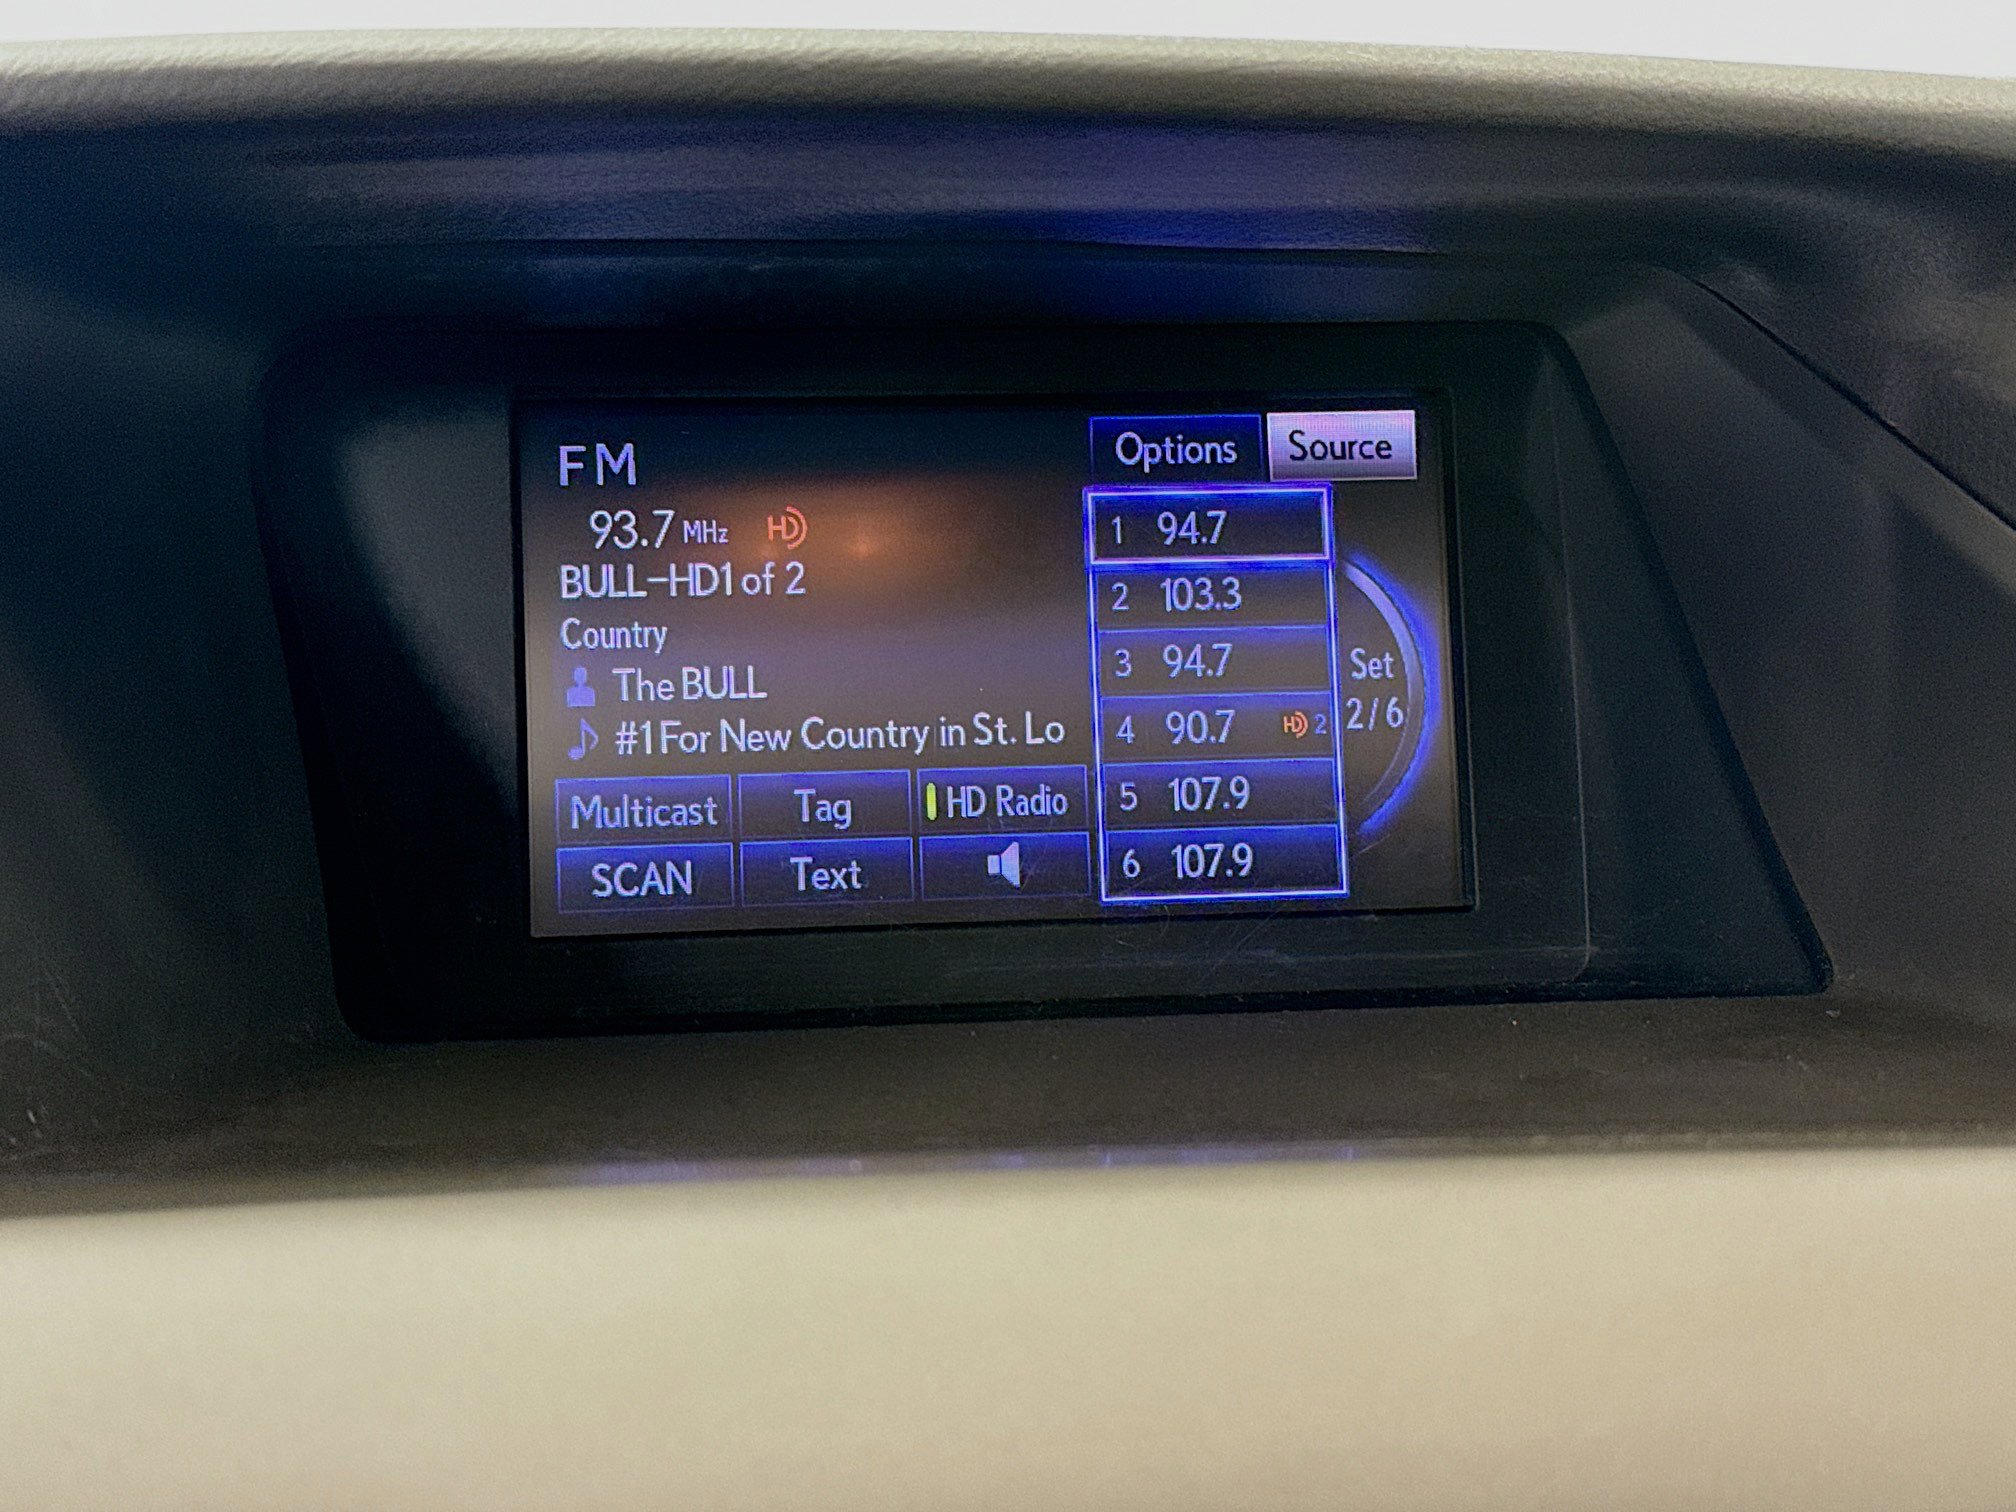 FM
93.7 MHz HD
BULL-HD1 of 2
Country
The BULL
#1 For New Country in St. Lo
Multicast Tag HD Radio
SCAN Text
Options Source
1 94.7
2 103.3
3 94.7
4 90.7 HD 2
5 107.9
6 107.9
Set
2/6